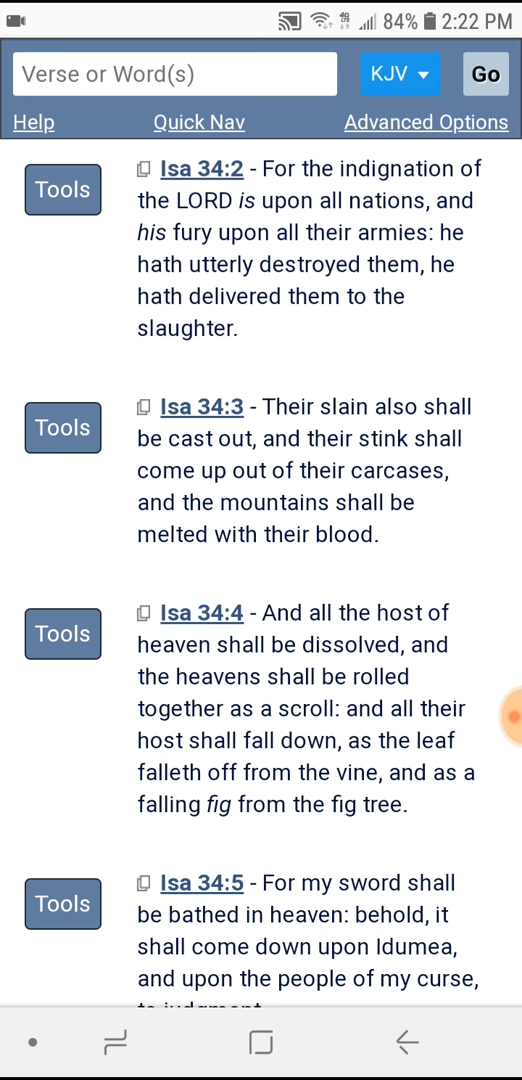 84% 2:22 PM
Verse or Word(s) KJV Go
Help Quick Nav Advanced Options
Tools
Isa 34:2 - For the indignation of
the LORD is upon all nations, and
his fury upon all their armies: he
hath utterly destroyed them, he
hath delivered them to the
slaughter.
Tools
Isa 34:3 - Their slain also shall
be cast out, and their stink shall
come up out of their carcases,
and the mountains shall be
melted with their blood.
Tools
Isa 34:4 - And all the host of
heaven shall be dissolved, and
the heavens shall be rolled
together as a scroll: and all their
host shall fall down, as the leaf
falleth off from the vine, and as a
falling fig from the fig tree.
Tools
Isa 34:5 - For my sword shall
be bathed in heaven: behold, it
shall come down upon Idumea,
and upon the people of my curse,
to judgment.